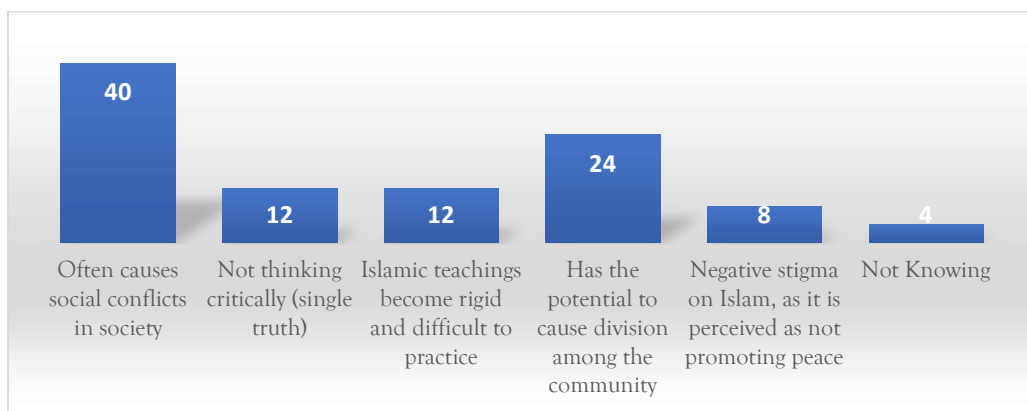 40
12
12
24
8
4
Often causes
social conflicts
in society
Not thinking
critically (single
truth)
Islamic teachings
become rigid
and difficult to
practice
Has the
potential to
cause division
among the
community
Negative stigma
on Islam, as it is
perceived as not
promoting peace
Not Knowing